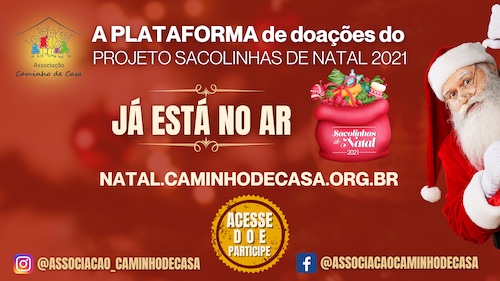 Associação
Caminho de Casa
A PLATAFORMA de doações do
PROJETO SACOLINHAS DE NATAL 2021
JÁ ESTÁ NO AR
Sacolinhas
de Natal
2021
NATAL.CAMINHODECASA.ORG.BR
ACESSE
DOE
PARTICIPE
@ASSOCIACAO_CAMINHODECASA
@ASSOCIACAOCAMINHODECASA